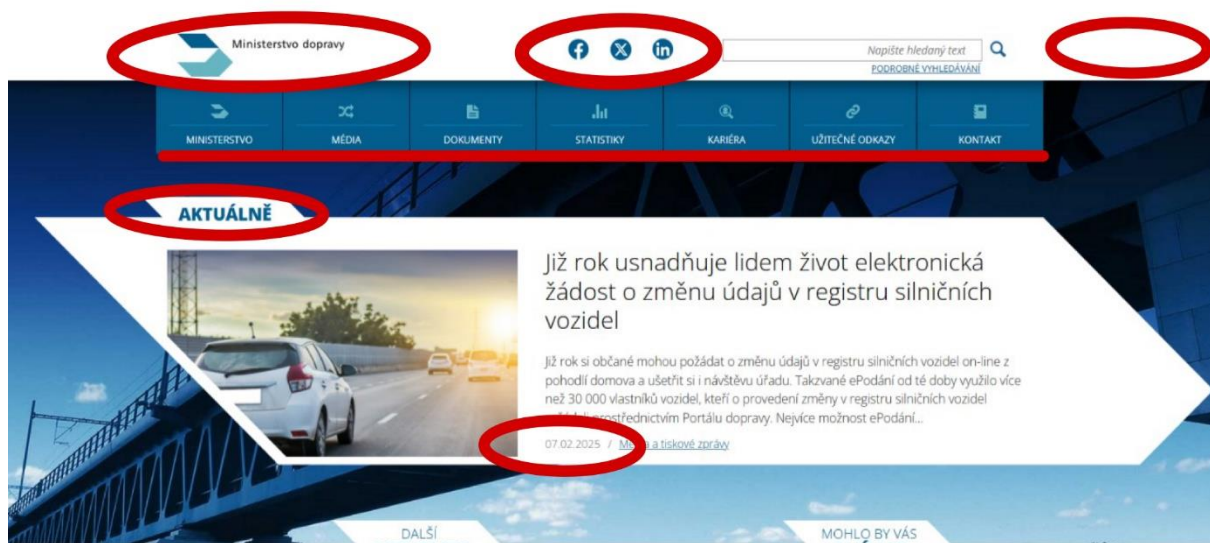 Ministerstvo dopravy
Napište hledaný text
PODROBNÉ VYHLEDÁVÁNÍ
MINISTERSTVO MÉDIA DOKUMENTY STATISTIKY KARIÉRA UŽITEČNÉ ODKAZY KONTAKT
AKTUÁLNĚ
Již rok usnadňuje lidem život elektronická
žádost o změnu údajů v registru silničních
vozidel
Již rok si občané mohou požádat o změnu údajů v registru silničních vozidel on-line z
pohodlí domova a ušetřit si i návštěvu úřadu. Takzvané ePodání od té doby využilo více
než 30 000 vlastníků vozidel, kteří o provedení změny v registru silničních vozidel
prostřednictvím Portálu dopravy. Nejvíce možnost ePodání...
07.02.2025 / a tiskové zprávy
DALŠÍ
MOHLO BY VÁS